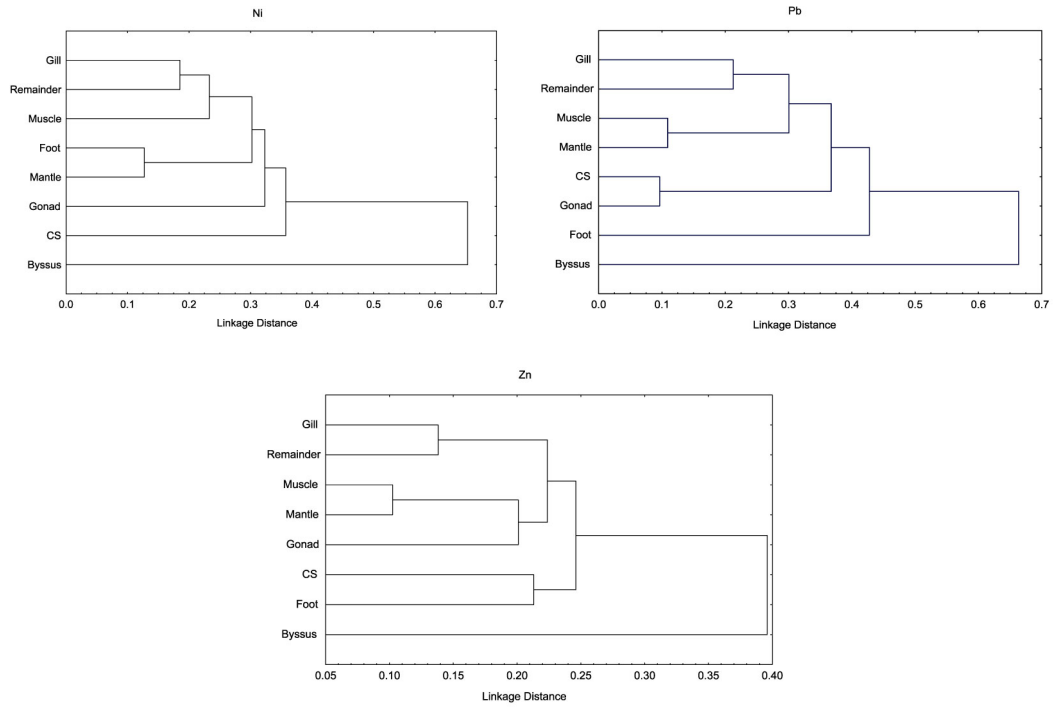 Ni
Gill
Remainder
Muscle
Foot
Mantle
Gonad
CS
Byssus
0.0 0.1 0.2 0.3 0.4 0.5 0.6 0.7
Linkage Distance
Pb
Gill
Remainder
Muscle
Mantle
CS
Gonad
Foot
Byssus
0.0 0.1 0.2 0.3 0.4 0.5 0.6 0.7
Linkage Distance
Zn
Gill
Remainder
Muscle
Mantle
Gonad
CS
Foot
Byssus
0.05 0.10 0.15 0.20 0.25 0.30 0.35 0.40
Linkage Distance